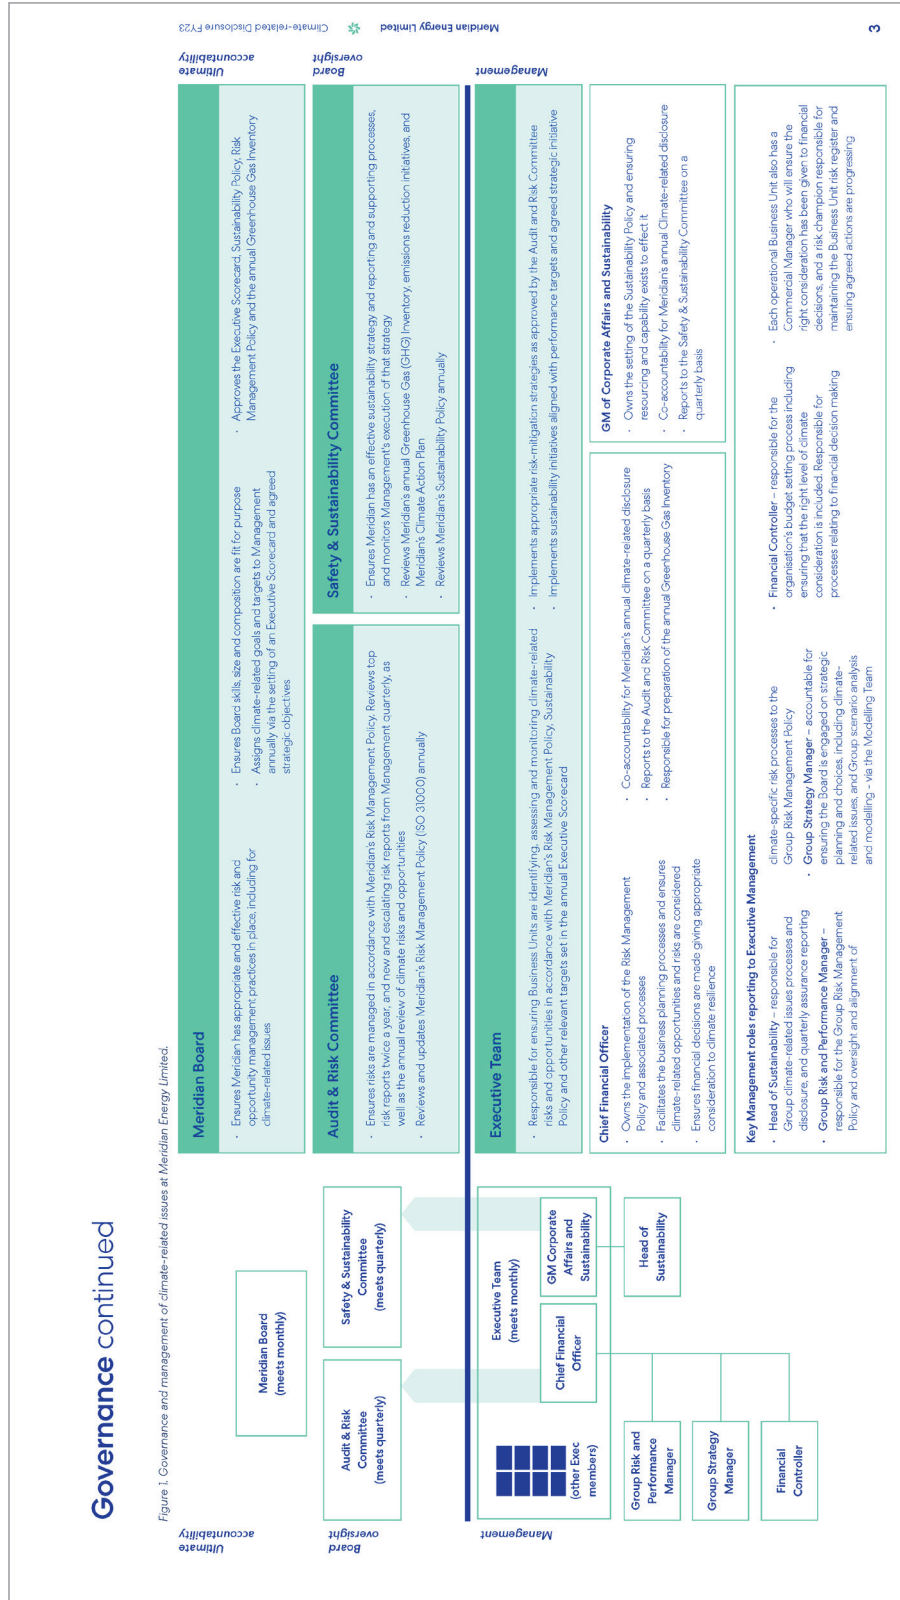 Governance continued
Figure 1. Governance and management of climate-related issues at Meridian Energy Limited.
Ultimate
accountability
Meridian Board
(meets monthly)
Board
oversight
Audit & Risk
Committee
(meets quarterly)
Safety & Sustainability
Committee
(meets quarterly)
Management
Executive Team
(meets monthly)
(other Exec
members)
Chief Financial
Officer
GM Corporate
Affairs and
Sustainability
Group Risk and
Performance
Manager
Group Strategy
Manager
Financial
Controller
Head of
Sustainability
Meridian Board
· Ensures Meridian has appropriate and effective risk and
opportunity management practices in place, including for
climate-related issues
· Ensures Board skills, size and composition are fit for purpose
· Assigns climate-related goals and targets to Management
annually via the setting of an Executive Scorecard and agreed
strategic objectives
· Approves the Executive Scorecard, Sustainability Policy, Risk
Management Policy and the annual Greenhouse Gas Inventory
Ultimate
accountability
Audit & Risk Committee
· Ensures risks are managed in accordance with Meridian's Risk Management Policy. Reviews top
risk reports twice a year, and new and escalating risk reports from Management quarterly, as
well as the annual review of climate risks and opportunities
· Reviews and updates Meridian's Risk Management Policy (ISO 31000) annually
Safety & Sustainability Committee
· Ensures Meridian has an effective sustainability strategy and reporting and supporting processes,
and monitors Management's execution of that strategy
· Reviews Meridian's annual Greenhouse Gas (GHG) Inventory, emissions reduction initiatives, and
Meridian's Climate Action Plan
· Reviews Meridian's Sustainability Policy annually
Board
oversight
Executive Team
· Responsible for ensuring Business Units are identifying, assessing and monitoring climate-related
risks and opportunities in accordance with Meridian's Risk Management Policy, Sustainability
Policy and other relevant targets set in the annual Executive Scorecard
· Implements appropriate risk-mitigation strategies as approved by the Audit and Risk Committee
· Implements sustainability initiatives aligned with performance targets and agreed strategic initiative
Management
Chief Financial Officer
· Owns the Implementation of the Risk Management
Policy and associated processes
· Facilitates the business planning processes and ensures
climate-related opportunities and risks are considered
· Ensures financial decisions are made giving appropriate
consideration to climate resilience
· Co-accountability for Meridian's annual climate-related disclosure
· Reports to the Audit and Risk Committee on a quarterly basis
· Responsible for preparation of the annual Greenhouse Gas Inventory
GM of Corporate Affairs and Sustainability
· Owns the setting of the Sustainability Policy and ensuring
resourcing and capability exists to effect it
· Co-accountability for Meridian's annual Climate-related disclosure
· Reports to the Safety & Sustainability Committee on a
quarterly basis
Key Management roles reporting to Executive Management
· Head of Sustainability – responsible for
Group climate-related issues processes and
disclosure, and quarterly assurance reporting
· Group Risk and Performance Manager –
responsible for the Group Risk Management
Policy and oversight and alignment of
climate-specific risk processes to the
Group Risk Management Policy
· Group Strategy Manager – accountable for
ensuring the Board is engaged on strategic
planning and choices, including climate-
related issues, and Group scenario analysis
and modelling - via the Modelling Team
· Financial Controller – responsible for the
organisation's budget setting process including
ensuring that the right level of climate
consideration is included. Responsible for
processes relating to financial decision making
· Each operational Business Unit also has a
Commercial Manager who will ensure the
right consideration has been given to financial
decisions, and a risk champion responsible for
maintaining the Business Unit risk register and
ensuing agreed actions are progressing
Meridian Energy Limited
Climate-related Disclosure FY23
3